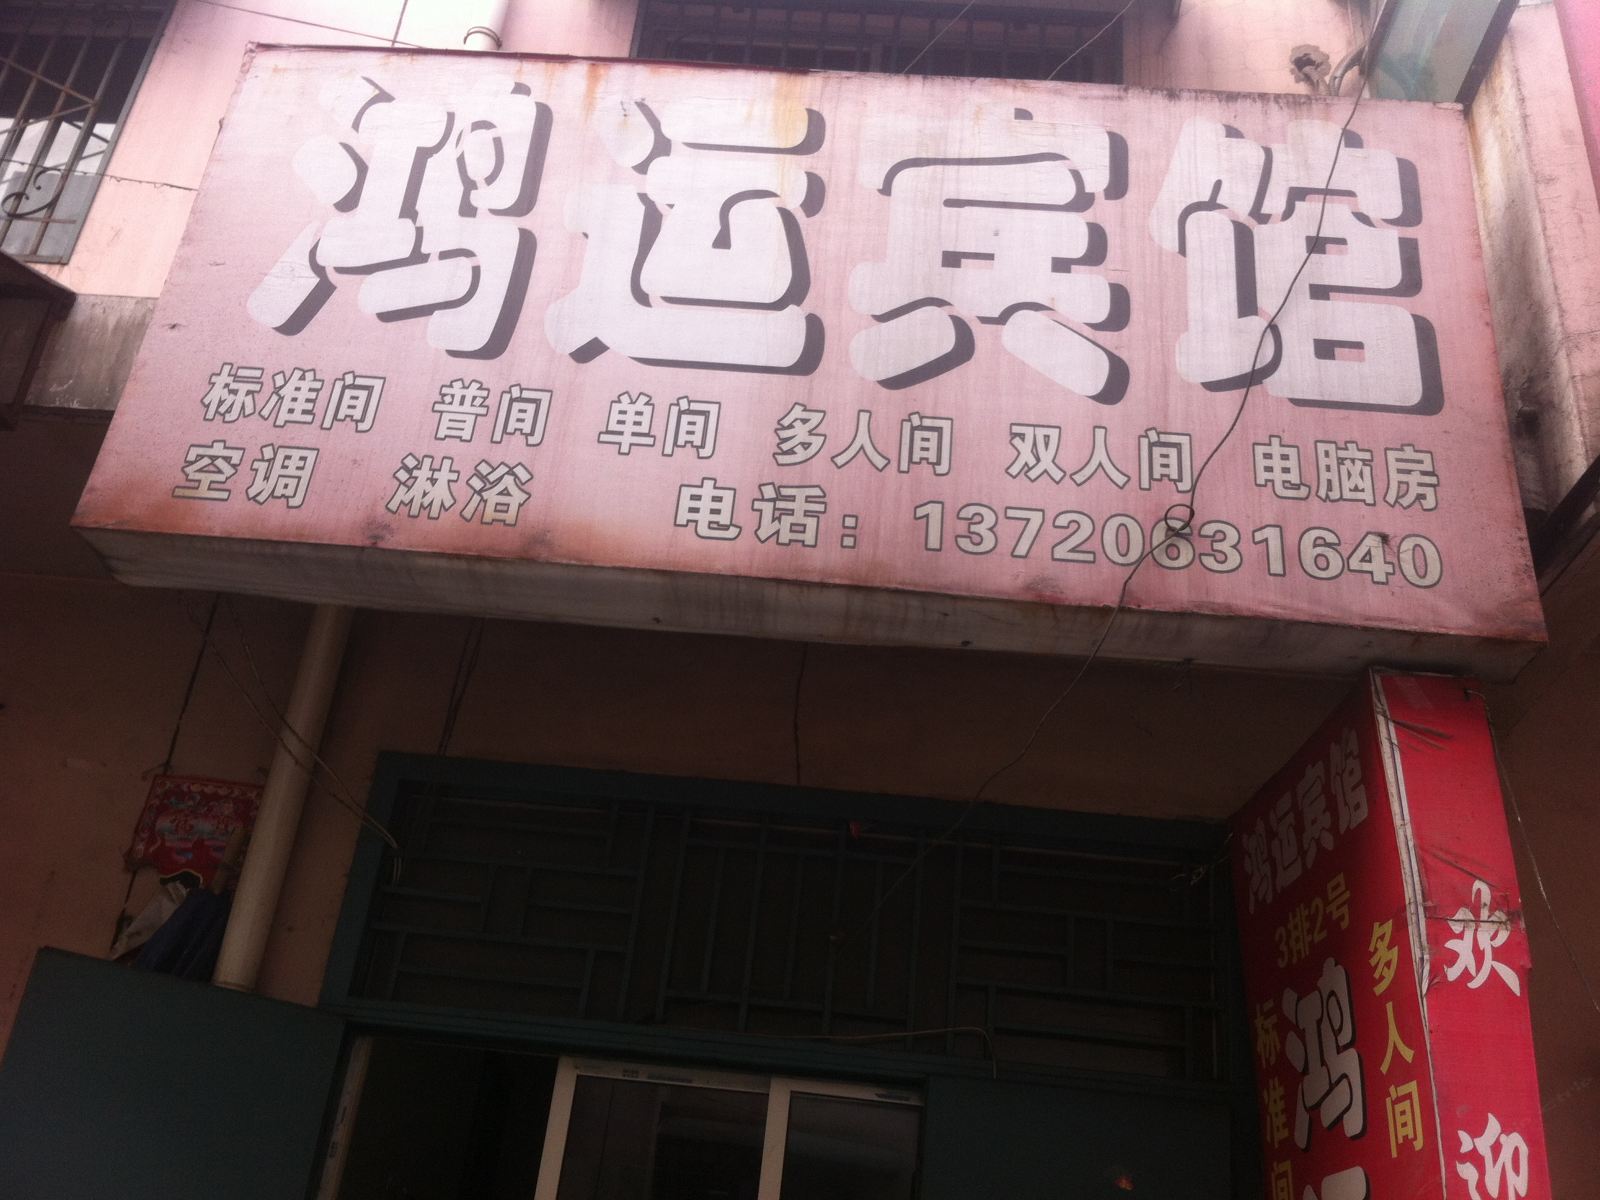 鸿运宾馆
标准间 普间 单间 多人间 双人间 电脑房
空调 淋浴 电话：13720631640
鸿运宾馆
3排2号
标准间
鸿
多人间
欢迎